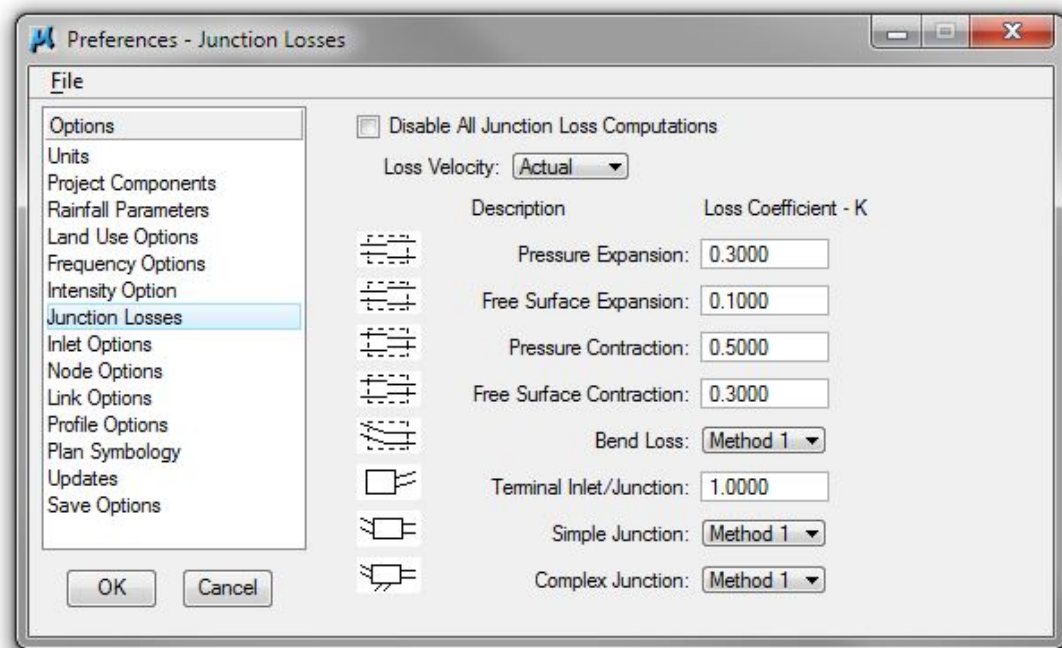 Preferences - Junction Losses
File
Options
Units
Project Components
Rainfall Parameters
Land Use Options
Frequency Options
Intensity Option
Junction Losses
Inlet Options
Node Options
Link Options
Profile Options
Plan Symbology
Updates
Save Options
OK Cancel
Disable All Junction Loss Computations
Loss Velocity: Actual
Description Loss Coefficient - K
Pressure Expansion: 0.3000
Free Surface Expansion: 0.1000
Pressure Contraction: 0.5000
Free Surface Contraction: 0.3000
Bend Loss: Method 1
Terminal Inlet/Junction: 1.0000
Simple Junction: Method 1
Complex Junction: Method 1